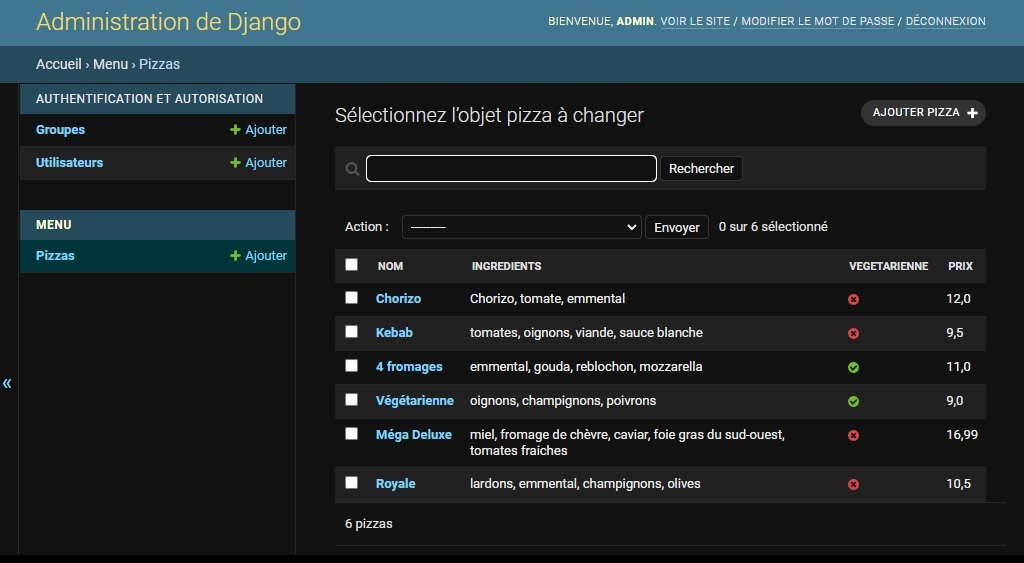 Administration de Django
BIENVENUE, ADMIN. VOIR LE SITE / MODIFIER LE MOT DE PASSE / DÉCONNEXION
Accueil › Menu › Pizzas
AUTHENTIFICATION ET AUTORISATION
Groupes + Ajouter
Utilisateurs + Ajouter
MENU
Pizzas + Ajouter
«
Sélectionnez l’objet pizza à changer
AJOUTER PIZZA +
Rechercher
Action : --------- Envoyer 0 sur 6 sélectionné
NOM INGREDIENTS VEGETARIENNE PRIX
Chorizo Chorizo, tomate, emmental 12,0
Kebab tomates, oignons, viande, sauce blanche 9,5
4 fromages emmental, gouda, reblochon, mozzarella 11,0
Végétarienne oignons, champignons, poivrons 9,0
Méga Deluxe miel, fromage de chèvre, caviar, foie gras du sud-ouest, 16,99
tomates fraiches
Royale lardons, emmental, champignons, olives 10,5
6 pizzas